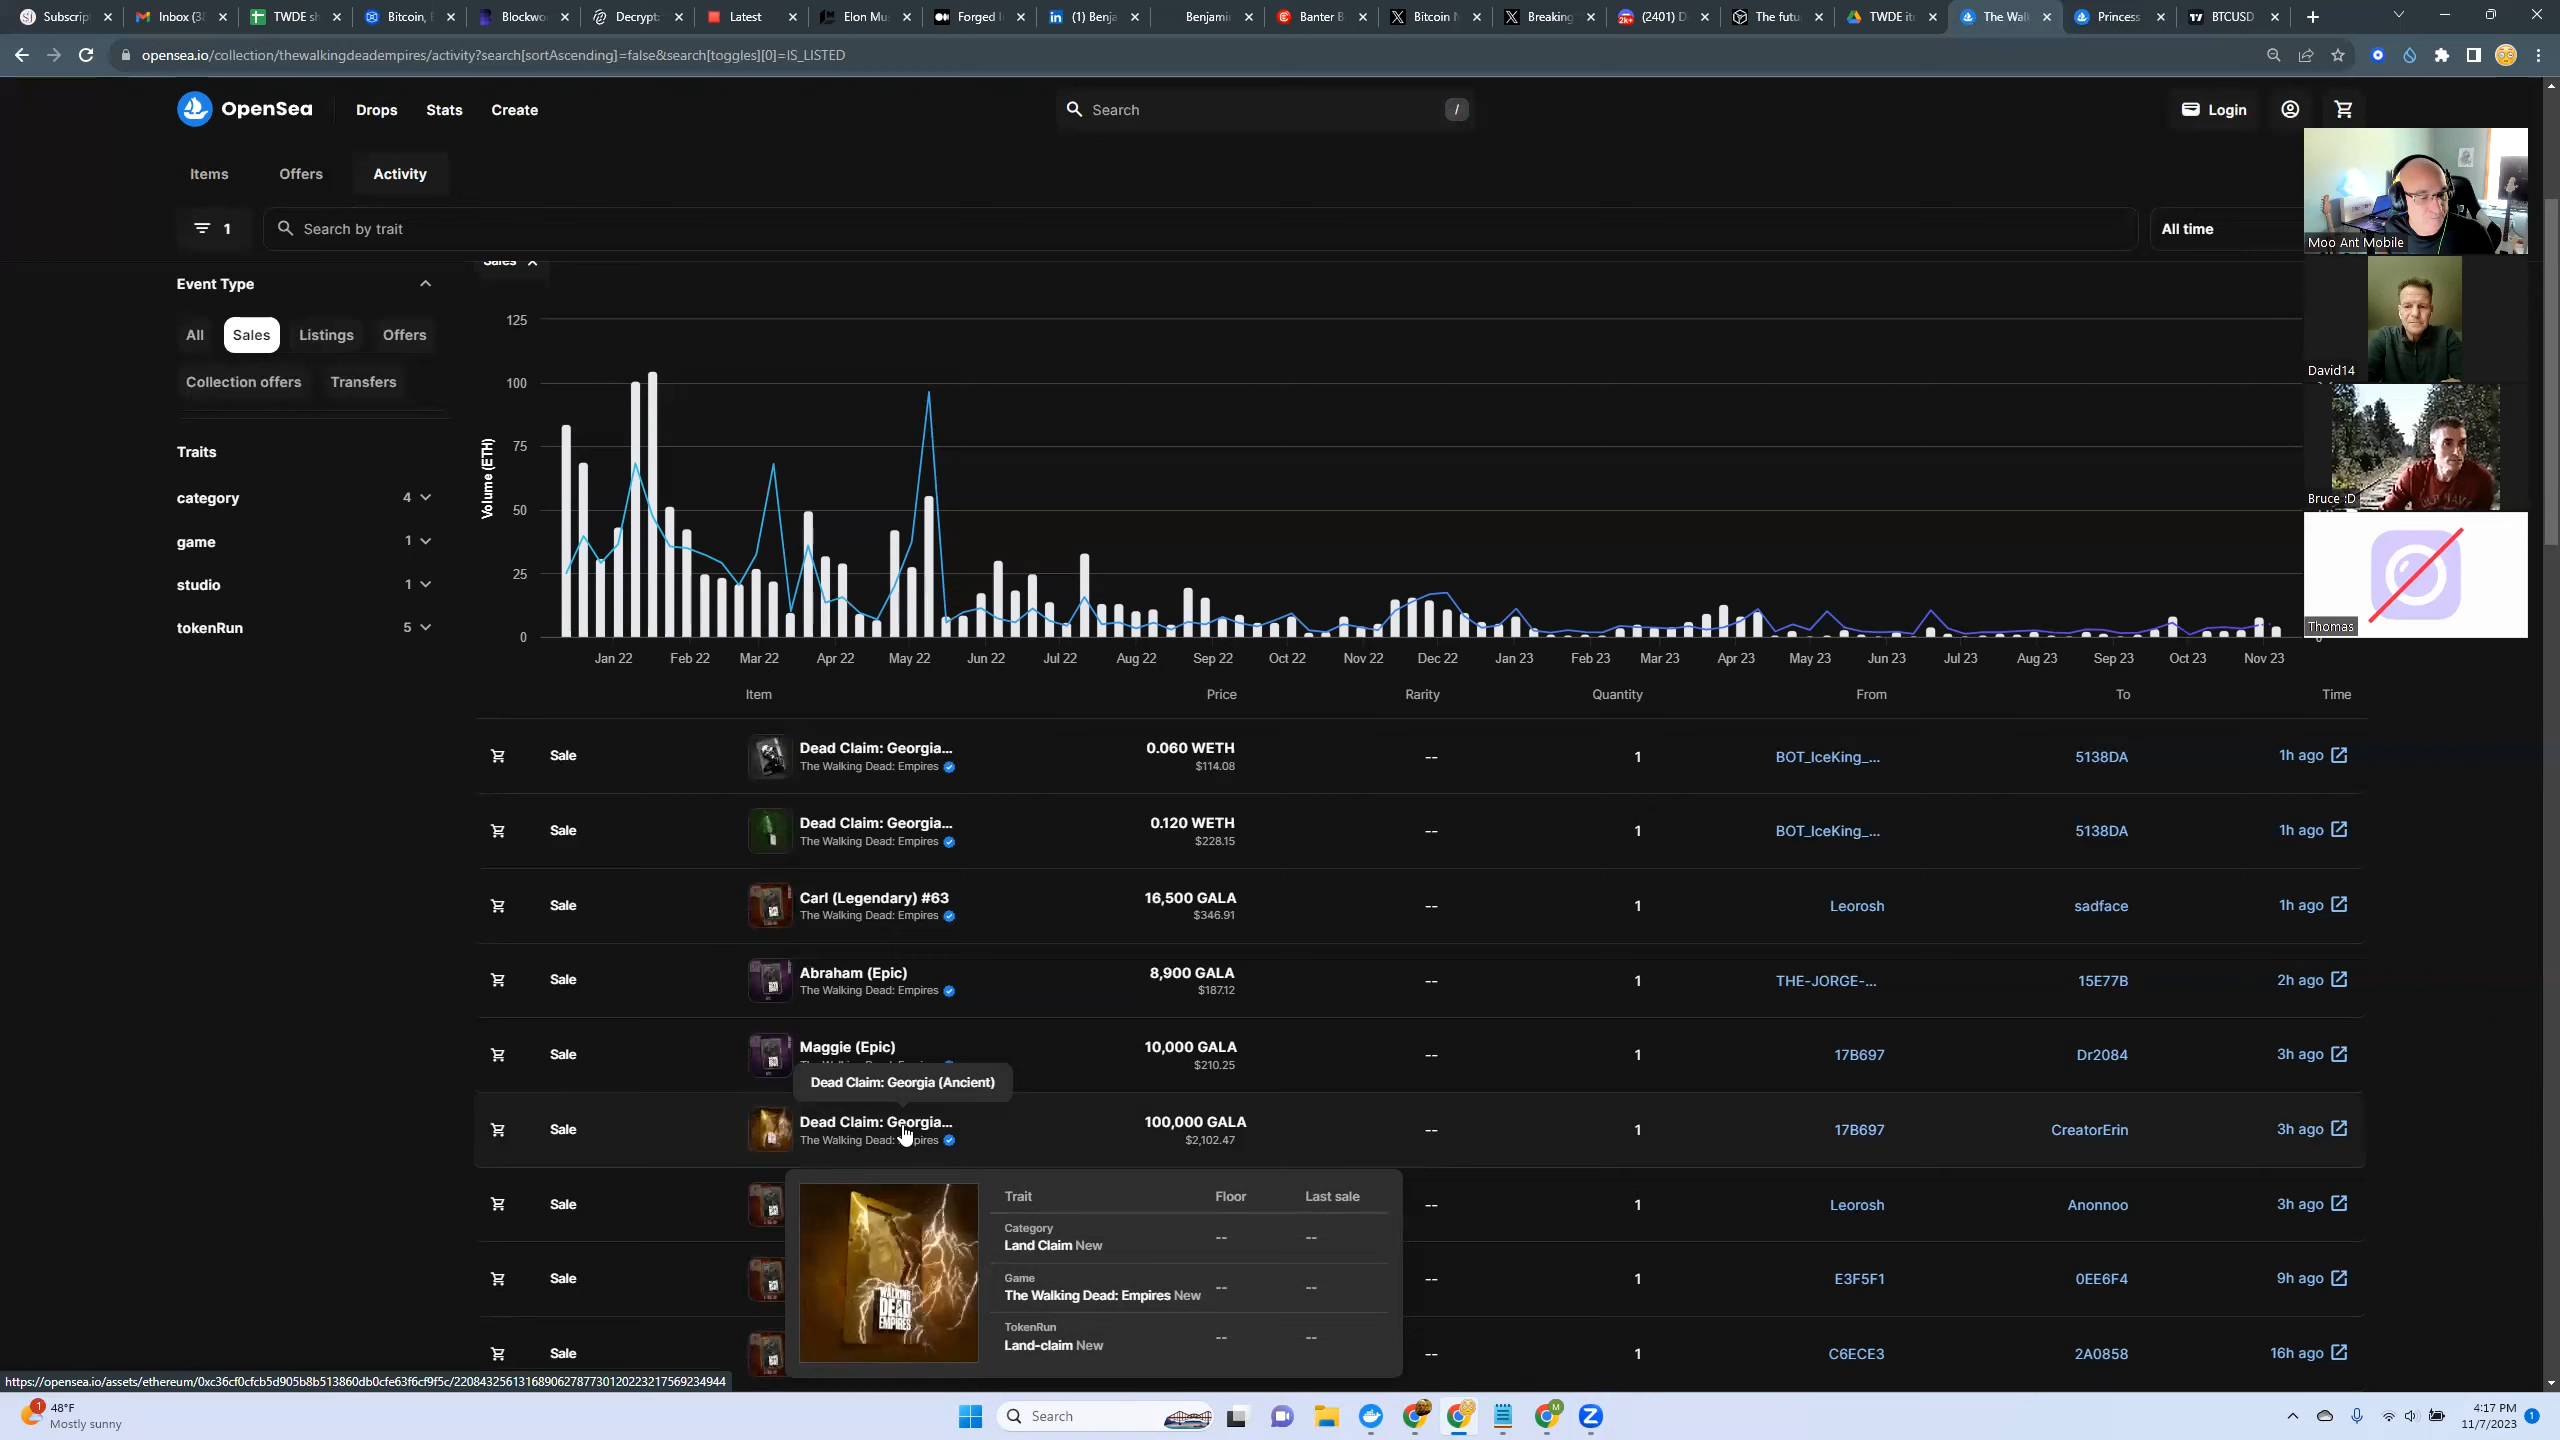 Subscrip
Inbox (3
TWDE sh
Bitcoin, E
Blockwo
Decrypt:
Latest
Elon Mu
Forged I
(1) Benja
Benjamin
Banter B
Bitcoin N
Breaking
(2401) D
The futu
TWDE it
The Wal
Princess
BTCUSD
opensea.io/collection/thewalkingdeadempires/activity?search[sortAscending]=false&search[toggles][0]=IS_LISTED
OpenSea
Drops
Stats
Create
Search
/
Login
Items
Offers
Activity
1
Search by trait
All time
Moo Ant Mobile
David14
Bruce :D
Thomas
Event Type
All
Sales
Listings
Offers
Collection offers
Transfers
Traits
category 4
game 1
studio 1
tokenRun 5
Sales
Volume (ETH)
125
100
75
50
25
0
Jan 22 Feb 22 Mar 22 Apr 22 May 22 Jun 22 Jul 22 Aug 22 Sep 22 Oct 22 Nov 22 Dec 22 Jan 23 Feb 23 Mar 23 Apr 23 May 23 Jun 23 Jul 23 Aug 23 Sep 23 Oct 23 Nov 23
Item Price Rarity Quantity From To Time
Sale Dead Claim: Georgia... 0.060 WETH -- 1 BOT_IceKing_... 5138DA 1h ago
The Walking Dead: Empires $114.08
Sale Dead Claim: Georgia... 0.120 WETH -- 1 BOT_IceKing_... 5138DA 1h ago
The Walking Dead: Empires $228.15
Sale Carl (Legendary) #63 16,500 GALA -- 1 Leorosh sadface 1h ago
The Walking Dead: Empires $346.91
Sale Abraham (Epic) 8,900 GALA -- 1 THE-JORGE-... 15E77B 2h ago
The Walking Dead: Empires $187.12
Sale Maggie (Epic) 10,000 GALA -- 1 17B697 Dr2084 3h ago
$210.25
Dead Claim: Georgia (Ancient)
Sale Dead Claim: Georgia... 100,000 GALA -- 1 17B697 CreatorErin 3h ago
The Walking Dead: Empires $2,102.47
Sale -- 1 Leorosh Anonnoo 3h ago
Sale -- 1 E3F5F1 0EE6F4 9h ago
Sale -- 1 C6ECE3 2A0858 16h ago
WALKING
DEAD
EMPIRES
Trait Floor Last sale
Category
Land Claim New -- --
Game
The Walking Dead: Empires New -- --
TokenRun
Land-claim New -- --
https://opensea.io/assets/ethereum/0xc36cf0cfcb5d905b8b513860db0cfe63f6cf9f5c/220843256131689062787730120223217569234944
1
48°F
Mostly sunny
Search
4:17 PM
11/7/2023
1